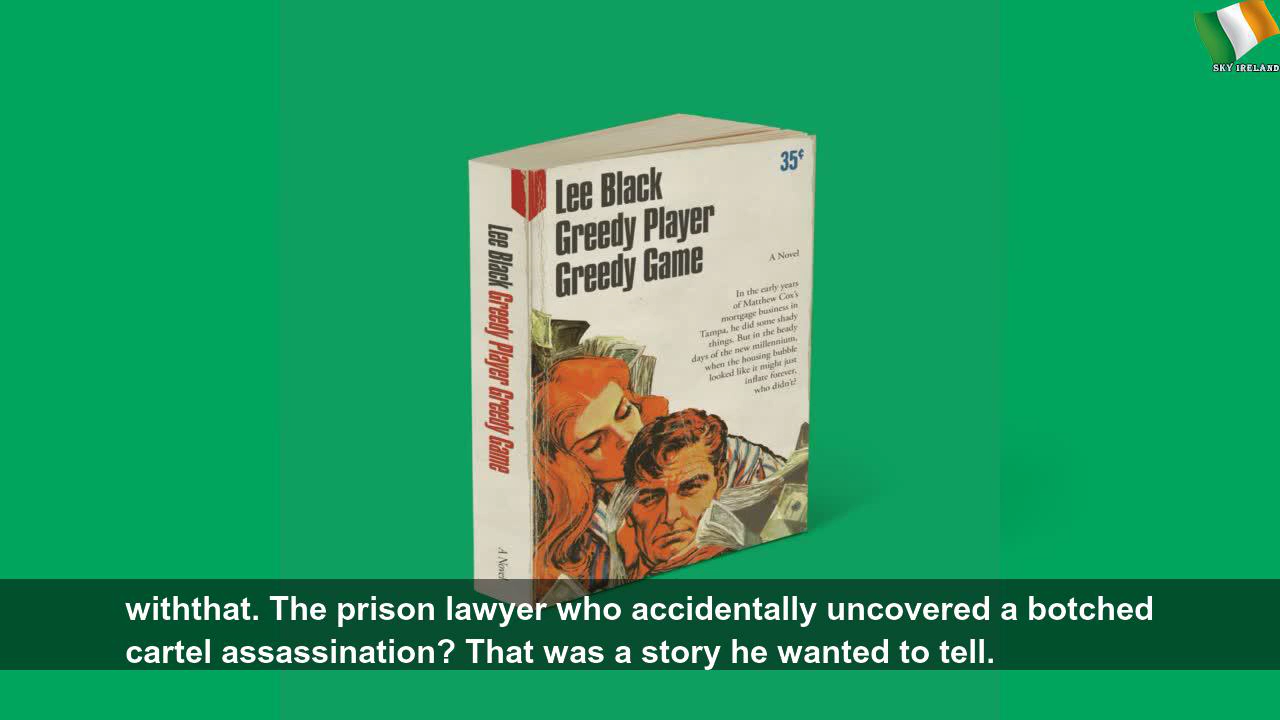 SKY IRELAND
35¢
Lee Black
Greedy Player
Greedy Game
A Novel
In the early years
of Matthew Cox's
mortgage business in
Tampa, he did some shady
things. But in the heady
days of the new millennium,
when the housing bubble
looked like it might just
inflate forever,
who didn't?
Lee Black Greedy Player Greedy Game
A Novel
withthat. The prison lawyer who accidentally uncovered a botched
cartel assassination? That was a story he wanted to tell.